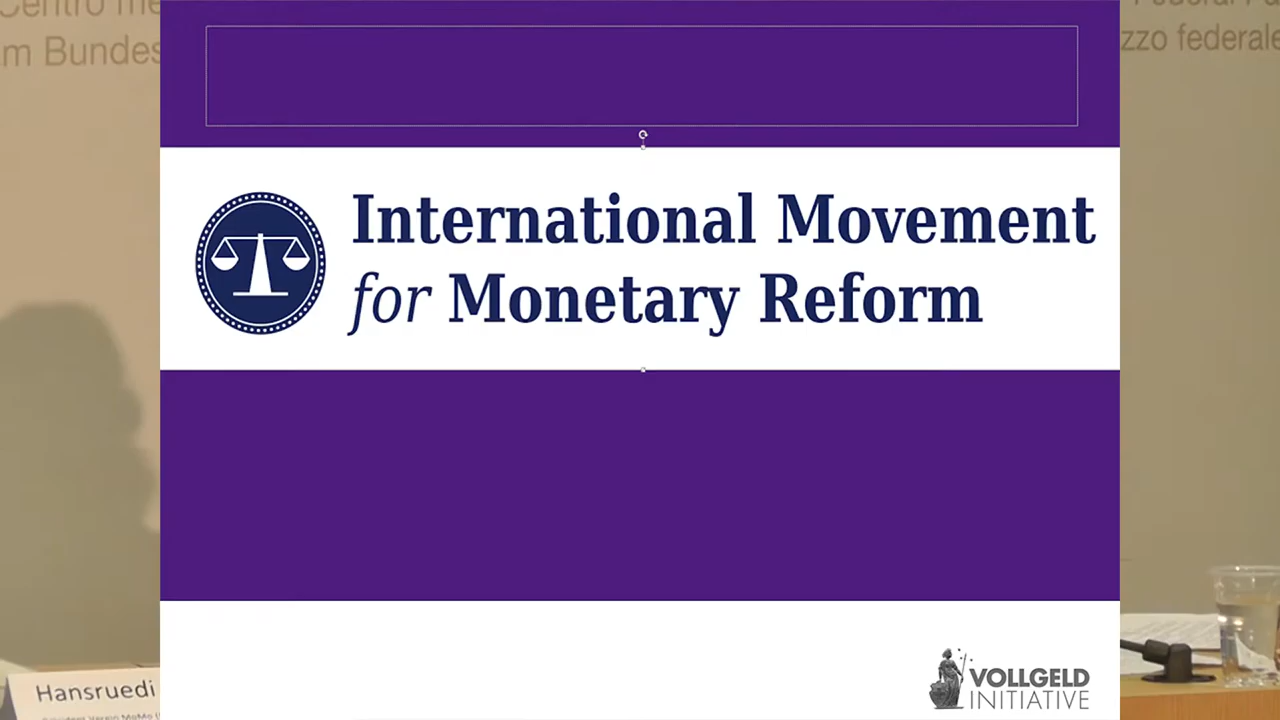 Centro me
m Bundes
zzo federale
International Movement
for Monetary Reform
Hansruedi
VOLLGELD
INITIATIVE